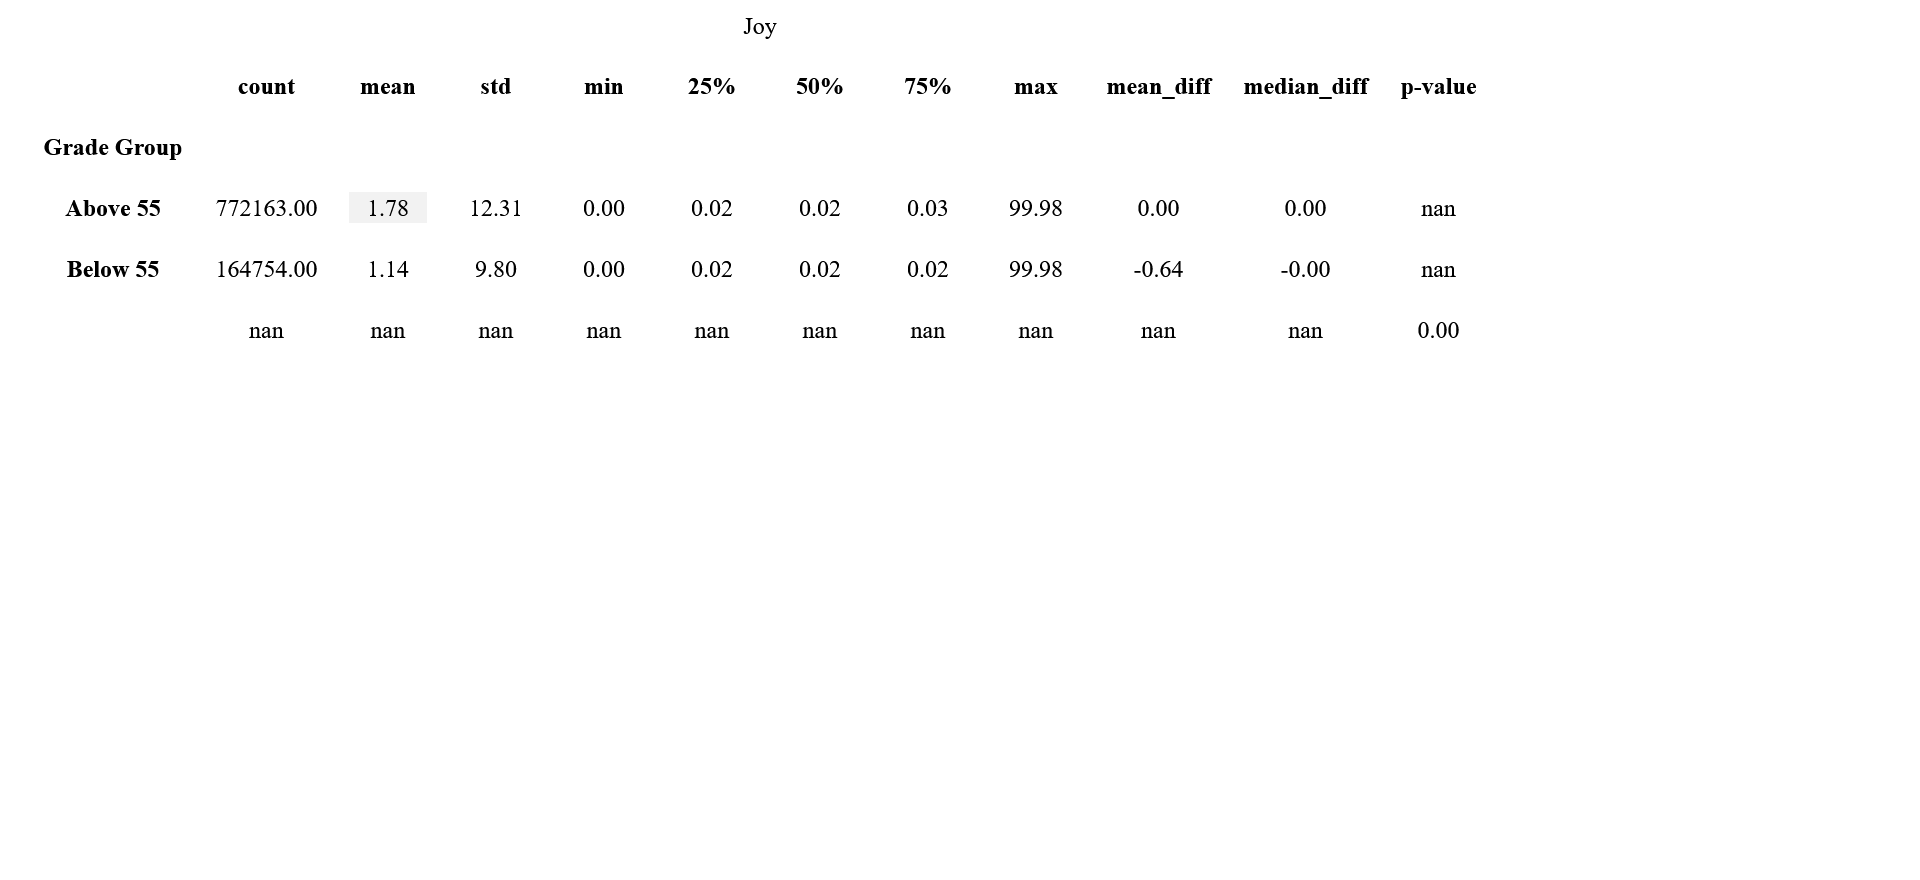 Joy
count mean std min 25% 50% 75% max mean_diff median_diff p-value
Grade Group
Above 55 772163.00 1.78 12.31 0.00 0.02 0.02 0.03 99.98 0.00 0.00 nan
Below 55 164754.00 1.14 9.80 0.00 0.02 0.02 0.02 99.98 -0.64 -0.00 nan
nan nan nan nan nan nan nan nan nan nan 0.00